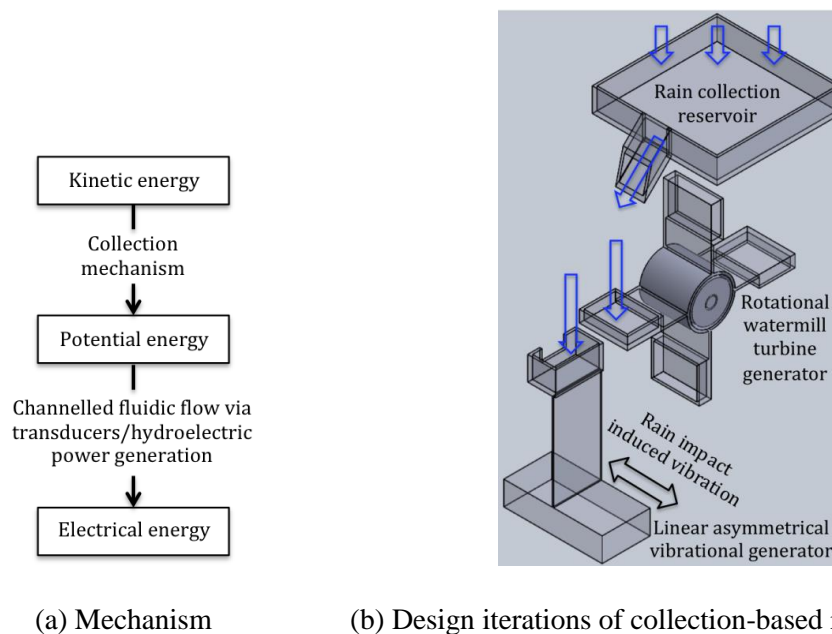 Kinetic energy
Collection
mechanism
Potential energy
Channelled fluidic flow via
transducers/hydroelectric
power generation
Electrical energy
(a) Mechanism
Rain collection
reservoir
Rotational
watermill
turbine
generator
Rain impact
induced vibration
Linear asymmetrical
vibrational generator
(b) Design iterations of collection-based